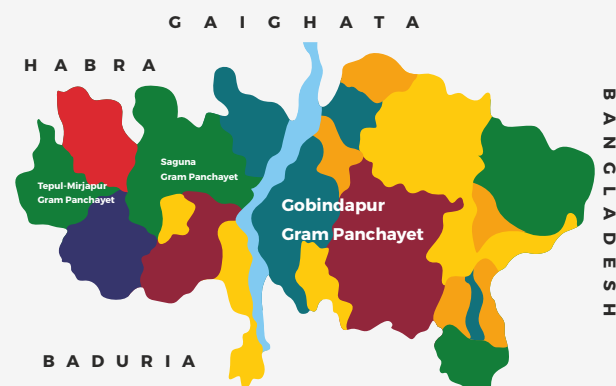 GAIGHATA
HABRA
BANGLADESH
Saguna
Gram Panchayet
Tepul-Mirjapur
Gram Panchayet
Gobindapur
Gram Panchayet
BADURIA